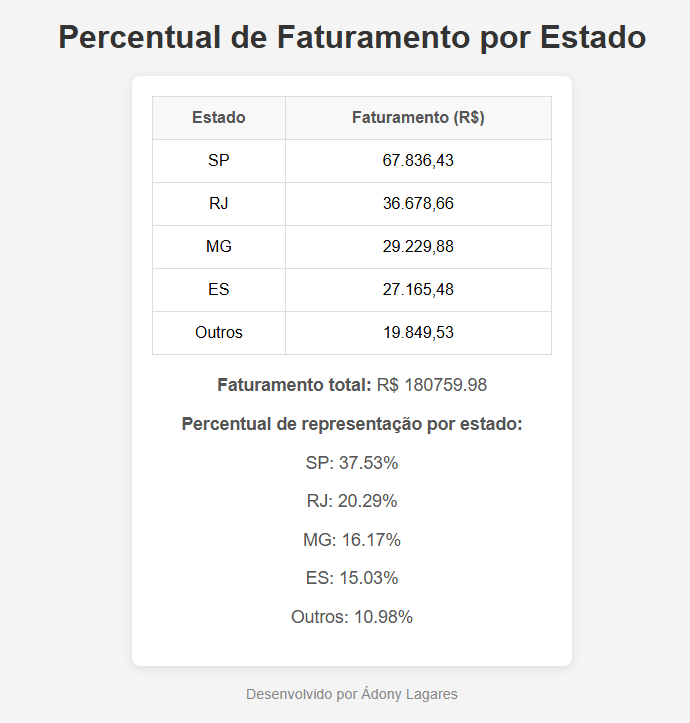 Percentual de Faturamento por Estado
Estado Faturamento (R$)
SP 67.836,43
RJ 36.678,66
MG 29.229,88
ES 27.165,48
Outros 19.849,53
Faturamento total: R$ 180759.98
Percentual de representação por estado:
SP: 37.53%
RJ: 20.29%
MG: 16.17%
ES: 15.03%
Outros: 10.98%
Desenvolvido por Ádony Lagares